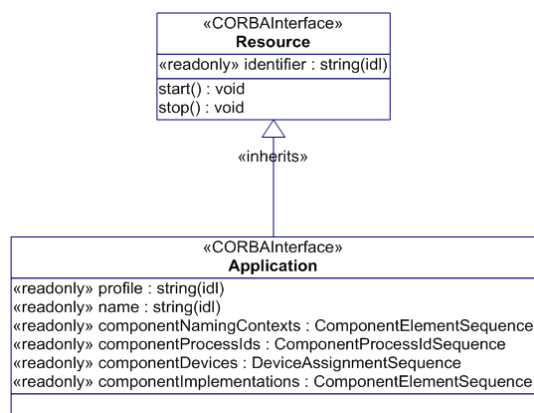 «CORBAInterface»
Resource
«readonly» identifier : string(idl)
start() : void
stop() : void
«inherits»
«CORBAInterface»
Application
«readonly» profile : string(idl)
«readonly» name : string(idl)
«readonly» componentNamingContexts : ComponentElementSequence
«readonly» componentProcessIds : ComponentProcessIdSequence
«readonly» componentDevices : DeviceAssignmentSequence
«readonly» componentImplementations : ComponentElementSequence